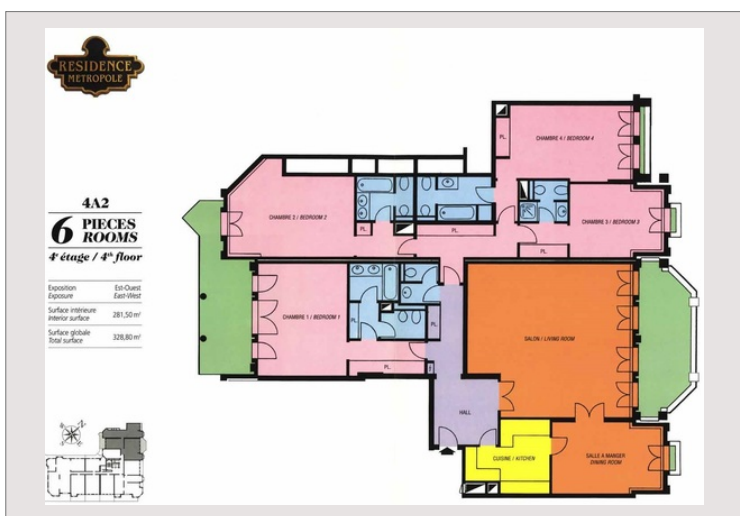 RESIDENCE
METROPOLE
4A2
6 PIECES
ROOMS
4e étage / 4th floor
Exposition Est-Ouest
Exposure East-West
Surface intérieure
Interior surface 281,50 m²
Surface globale
Total surface 328,80 m²
CHAMBRE 4 / BEDROOM 4
PL.
CHAMBRE 2 / BEDROOM 2
CHAMBRE 3 / BEDROOM 3
PL.
PL.
PL.
CHAMBRE 1 / BEDROOM 1
PL.
PL.
SALON / LIVING ROOM
HALL
CUISINE / KITCHEN
SALLE A MANGER
DINING ROOM